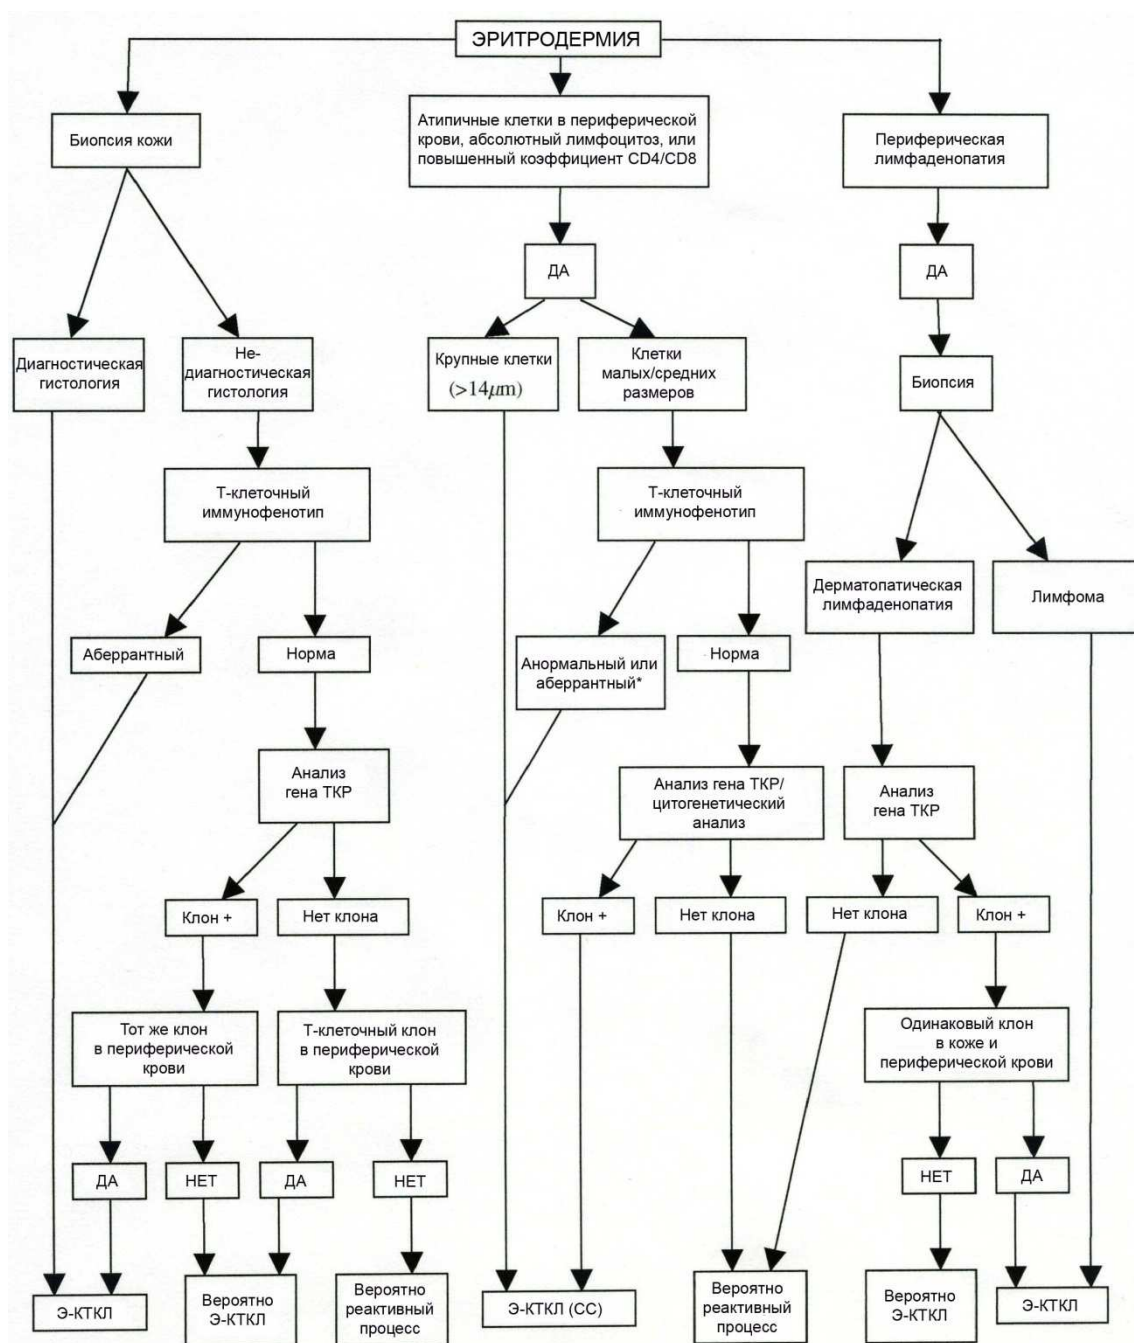 ЭРИТРОДЕРМИЯ
Биопсия кожи
Атипичные клетки в периферической
крови, абсолютный лимфоцитоз, или
повышенный коэффициент CD4/CD8
Периферическая
лимфаденопатия
ДА
ДА
Диагностическая
гистология
Не-
диагностическая
гистология
Крупные клетки
(>14μm)
Клетки
малых/средних
размеров
Биопсия
Т-клеточный
иммунофенотип
Т-клеточный
иммунофенотип
Дерматопатическая
лимфаденопатия
Лимфома
Аберрантный
Норма
Анормальный или
аберрантный*
Норма
Анализ
гена ТКР
Анализ гена ТКР/
цитогенетический
анализ
Анализ
гена ТКР
Клон +
Нет клона
Клон +
Нет клона
Нет клона
Клон +
Тот же клон
в периферической
крови
Т-клеточный клон
в периферической
крови
Одинаковый клон
в коже и
периферической крови
ДА
НЕТ
ДА
НЕТ
НЕТ
ДА
Э-КТКЛ
Вероятно
Э-КТКЛ
Вероятно
реактивный
процесс
Э-КТКЛ (СС)
Вероятно
реактивный
процесс
Вероятно
Э-КТКЛ
Э-КТКЛ